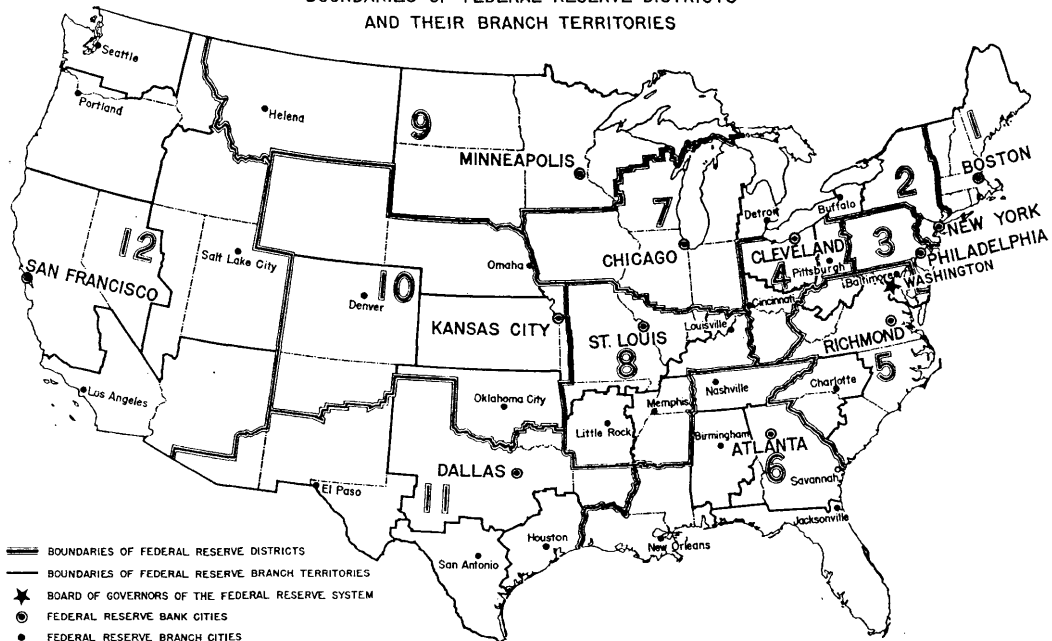 BOUNDARIES OF FEDERAL RESERVE DISTRICTS
AND THEIR BRANCH TERRITORIES
Seattle
Portland
Helena
9
MINNEAPOLIS
1
BOSTON
2
Buffalo
NEW YORK
7
Detroit
CLEVELAND
3
PHILADELPHIA
12
Salt Lake City
SAN FRANCISCO
Omaha
CHICAGO
4
Pittsburgh
Baltimore
WASHINGTON
10
Denver
Cincinnati
KANSAS CITY
ST. LOUIS
8
Louisville
RICHMOND
5
Los Angeles
Oklahoma City
Nashville
Charlotte
Memphis
Little Rock
Birmingham
ATLANTA
6
Savannah
DALLAS
11
El Paso
Jacksonville
Houston
New Orleans
San Antonio
BOUNDARIES OF FEDERAL RESERVE DISTRICTS
BOUNDARIES OF FEDERAL RESERVE BRANCH TERRITORIES
BOARD OF GOVERNORS OF THE FEDERAL RESERVE SYSTEM
FEDERAL RESERVE BANK CITIES
FEDERAL RESERVE BRANCH CITIES